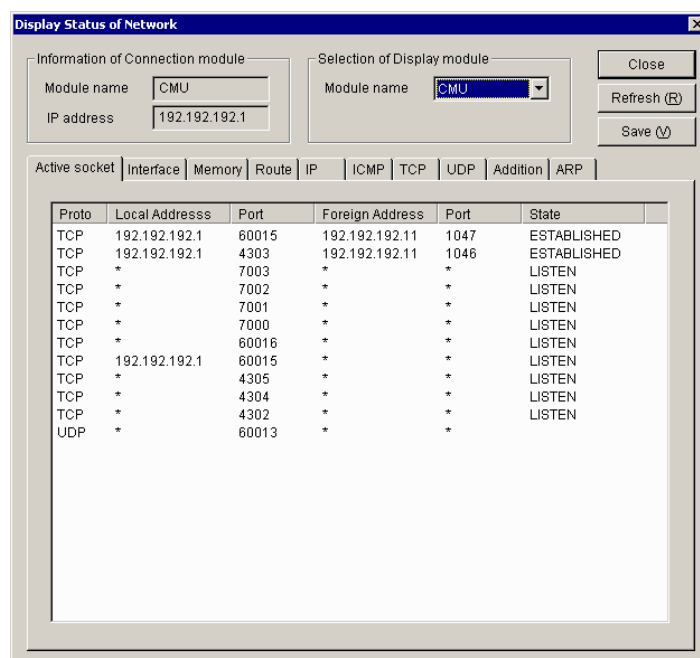 Display Status of Network
Information of Connection module
Module name CMU
IP address 192.192.192.1
Selection of Display module
Module name CMU
Close
Refresh (R)
Save (V)
Active socket Interface Memory Route IP ICMP TCP UDP Addition ARP
Proto Local Addresss Port Foreign Address Port State
TCP 192.192.192.1 60015 192.192.192.11 1047 ESTABLISHED
TCP 192.192.192.1 4303 192.192.192.11 1046 ESTABLISHED
TCP * 7003 * * LISTEN
TCP * 7002 * * LISTEN
TCP * 7001 * * LISTEN
TCP * 7000 * * LISTEN
TCP * 60016 * * LISTEN
TCP 192.192.192.1 60015 * * LISTEN
TCP * 4305 * * LISTEN
TCP * 4304 * * LISTEN
TCP * 4302 * * LISTEN
UDP * 60013 * *